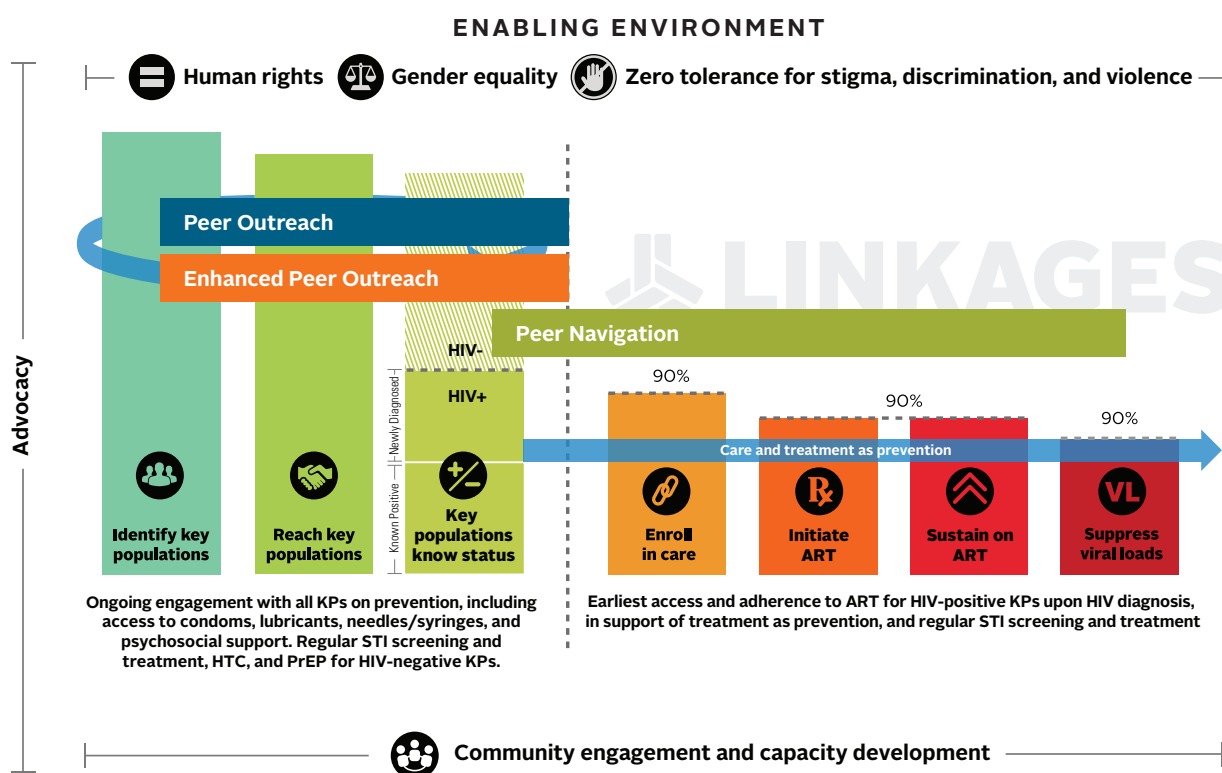 ENABLING ENVIRONMENT
Human rights
Gender equality
Zero tolerance for stigma, discrimination, and violence
Advocacy
Peer Outreach
Enhanced Peer Outreach
LINKAGES
Peer Navigation
HIV-
HIV+
Newly Diagnosed
Known Positive
90%
90%
90%
Care and treatment as prevention
Identify key
populations
Reach key
populations
Key
populations
know status
Enroll
in care
Rx
Initiate
ART
Sustain on
ART
VL
Suppress
viral loads
Ongoing engagement with all KPs on prevention, including
access to condoms, lubricants, needles/syringes, and
psychosocial support. Regular STI screening and
treatment, HTC, and PrEP for HIV-negative KPs.
Earliest access and adherence to ART for HIV-positive KPs upon HIV diagnosis,
in support of treatment as prevention, and regular STI screening and treatment
Community engagement and capacity development